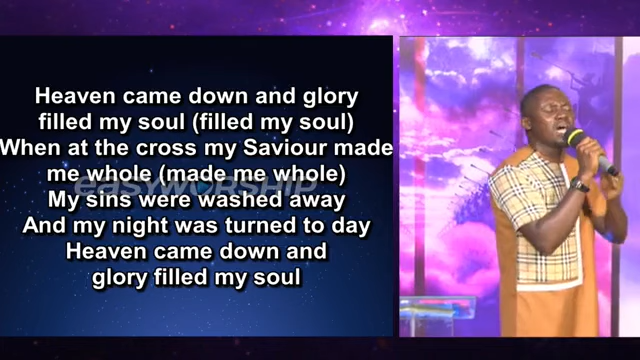 Heaven came down and glory
filled my soul (filled my soul)
When at the cross my Saviour made
me whole (made me whole)
easyworship
My sins were washed away
And my night was turned to day
Heaven came down and
glory filled my soul